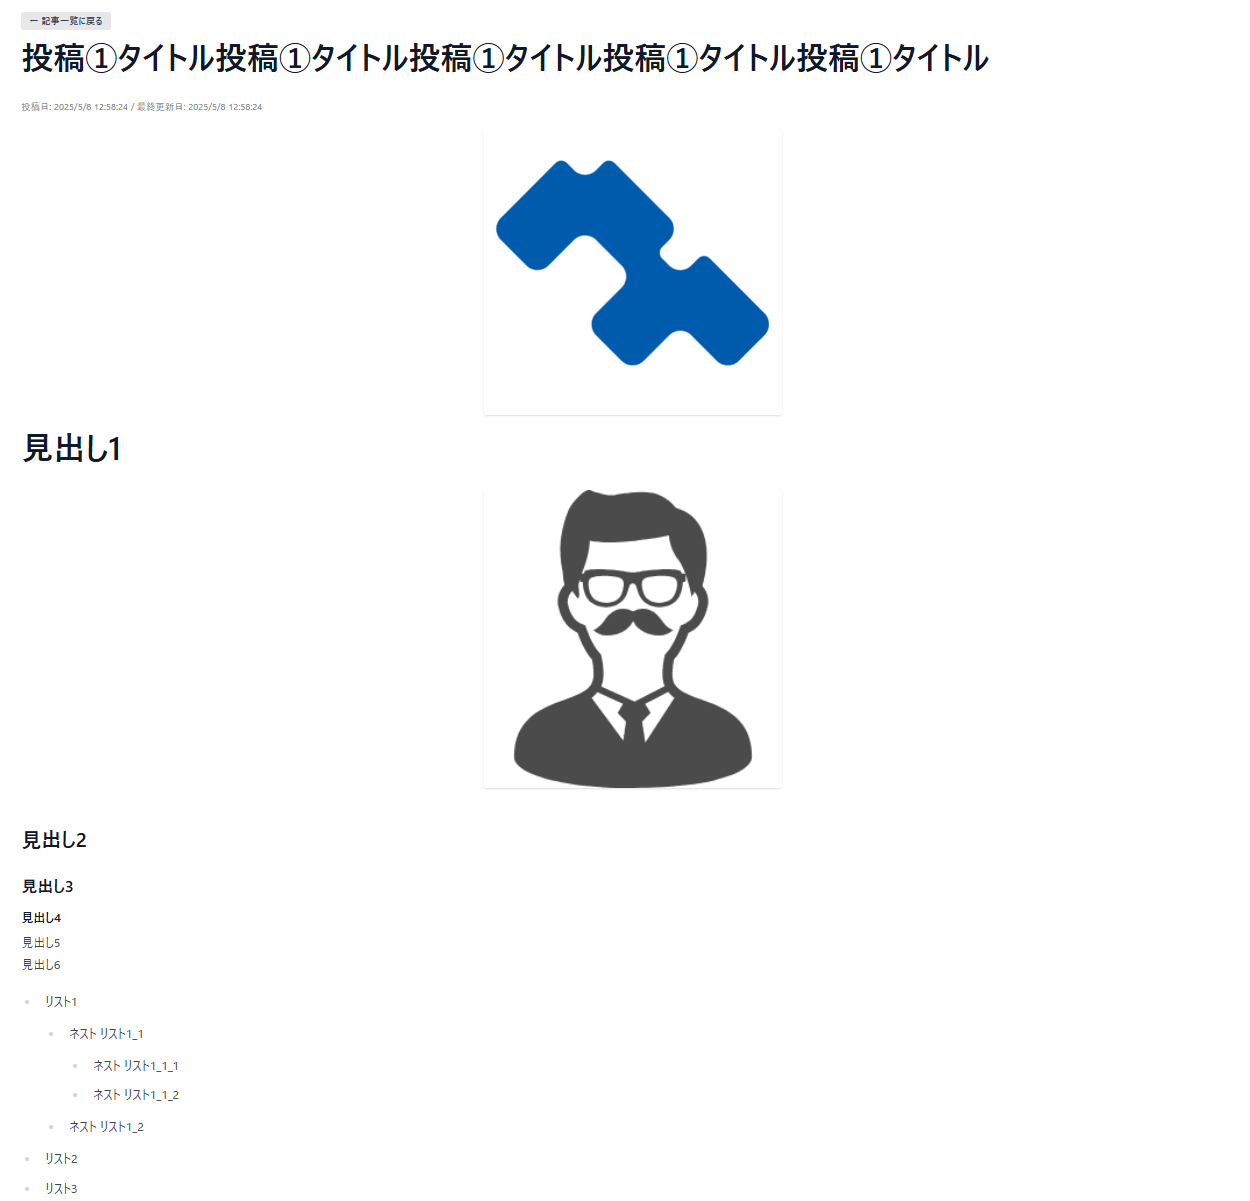 ← 記事一覧に戻る
投稿①タイトル投稿①タイトル投稿①タイトル投稿①タイトル投稿①タイトル
投稿日: 2025/5/8 12:58:24 / 最終更新日: 2025/5/8 12:58:24
見出し1
見出し2
見出し3
見出し4
見出し5
見出し6
リスト1
ネスト リスト1_1
ネスト リスト1_1_1
ネスト リスト1_1_2
ネスト リスト1_2
リスト2
リスト3